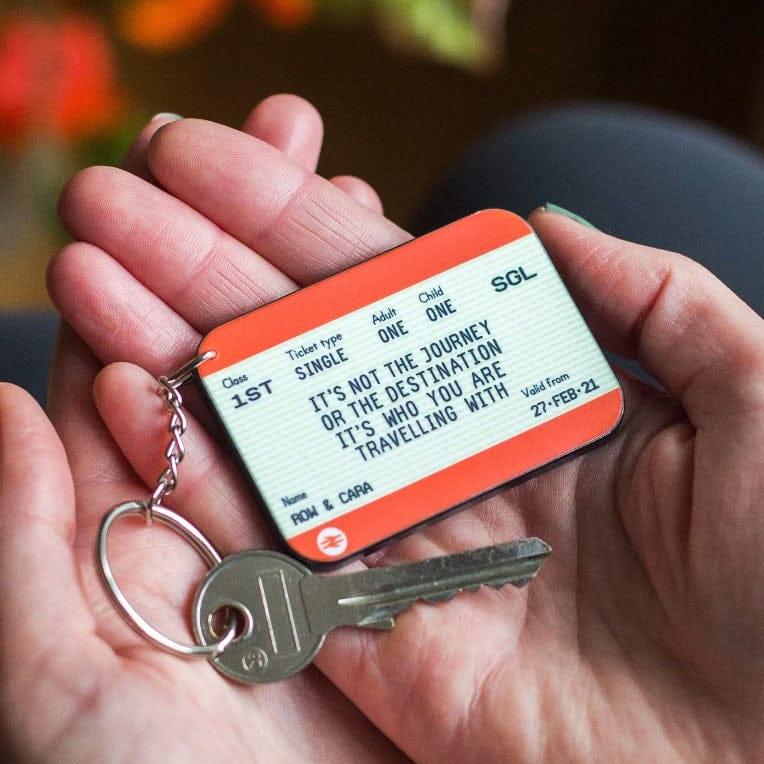 Class Ticket type Adult Child
1ST SINGLE ONE ONE SGL
IT'S NOT THE JOURNEY
OR THE DESTINATION
IT'S WHO YOU ARE
TRAVELLING WITH
Valid from
27·FEB·21
Name
ROW & CARA